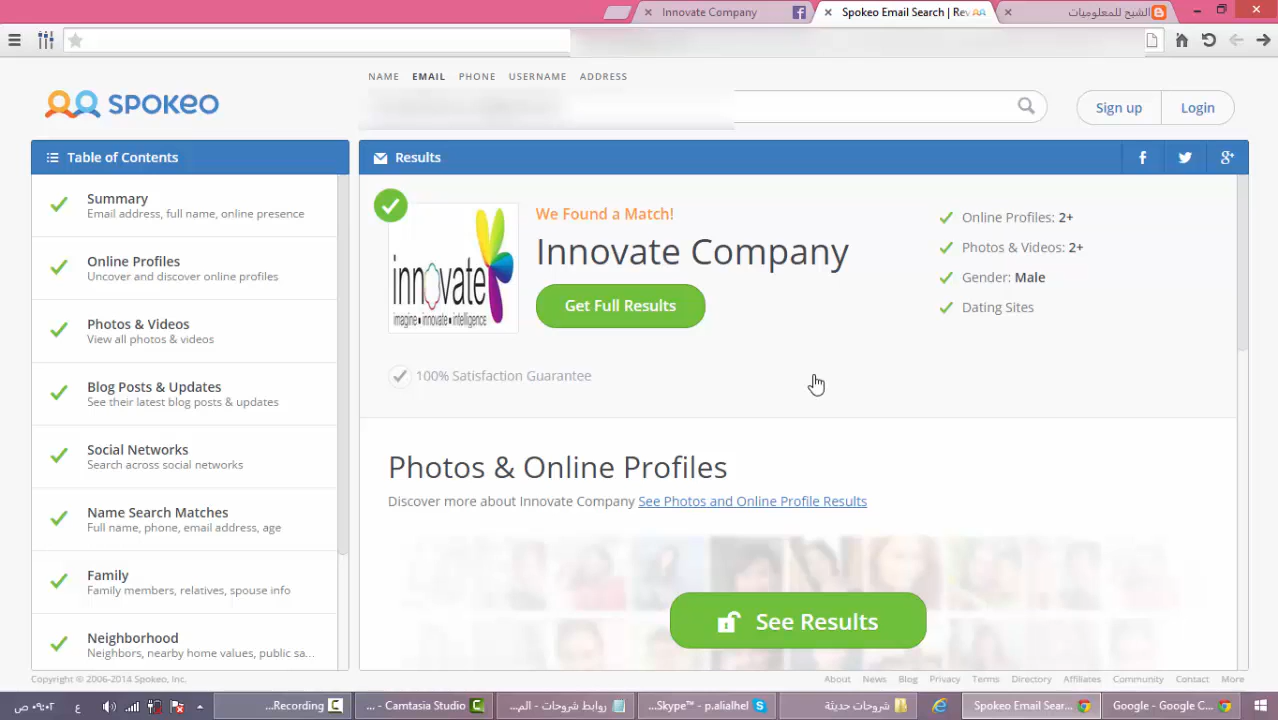 Innovate Company
Spokeo Email Search | Rev
الشيخ للمعلوميات
NAME EMAIL PHONE USERNAME ADDRESS
SPOKEO
Sign up
Login
Table of Contents
Summary
Email address, full name, online presence
Online Profiles
Uncover and discover online profiles
Photos & Videos
View all photos & videos
Blog Posts & Updates
See their latest blog posts & updates
Social Networks
Search across social networks
Name Search Matches
Full name, phone, email address, age
Family
Family members, relatives, spouse info
Neighborhood
Neighbors, nearby home values, public sa...
Results
innovate
imagine•innovate•intelligence
We Found a Match!
Innovate Company
Get Full Results
100% Satisfaction Guarantee
Online Profiles: 2+
Photos & Videos: 2+
Gender: Male
Dating Sites
Photos & Online Profiles
Discover more about Innovate Company See Photos and Online Profile Results
See Results
Copyright © 2006-2014 Spokeo, Inc.
About News Blog Privacy Terms Directory Affiliates Community Contact More
٠٩:٠٢ ص
ع
...Recording
... - Camtasia Studio
روابط شروحات - الم...
...Skype™ - p.alialhel
شروحات حديثة
Spokeo Email Sear...
Google - Google C...